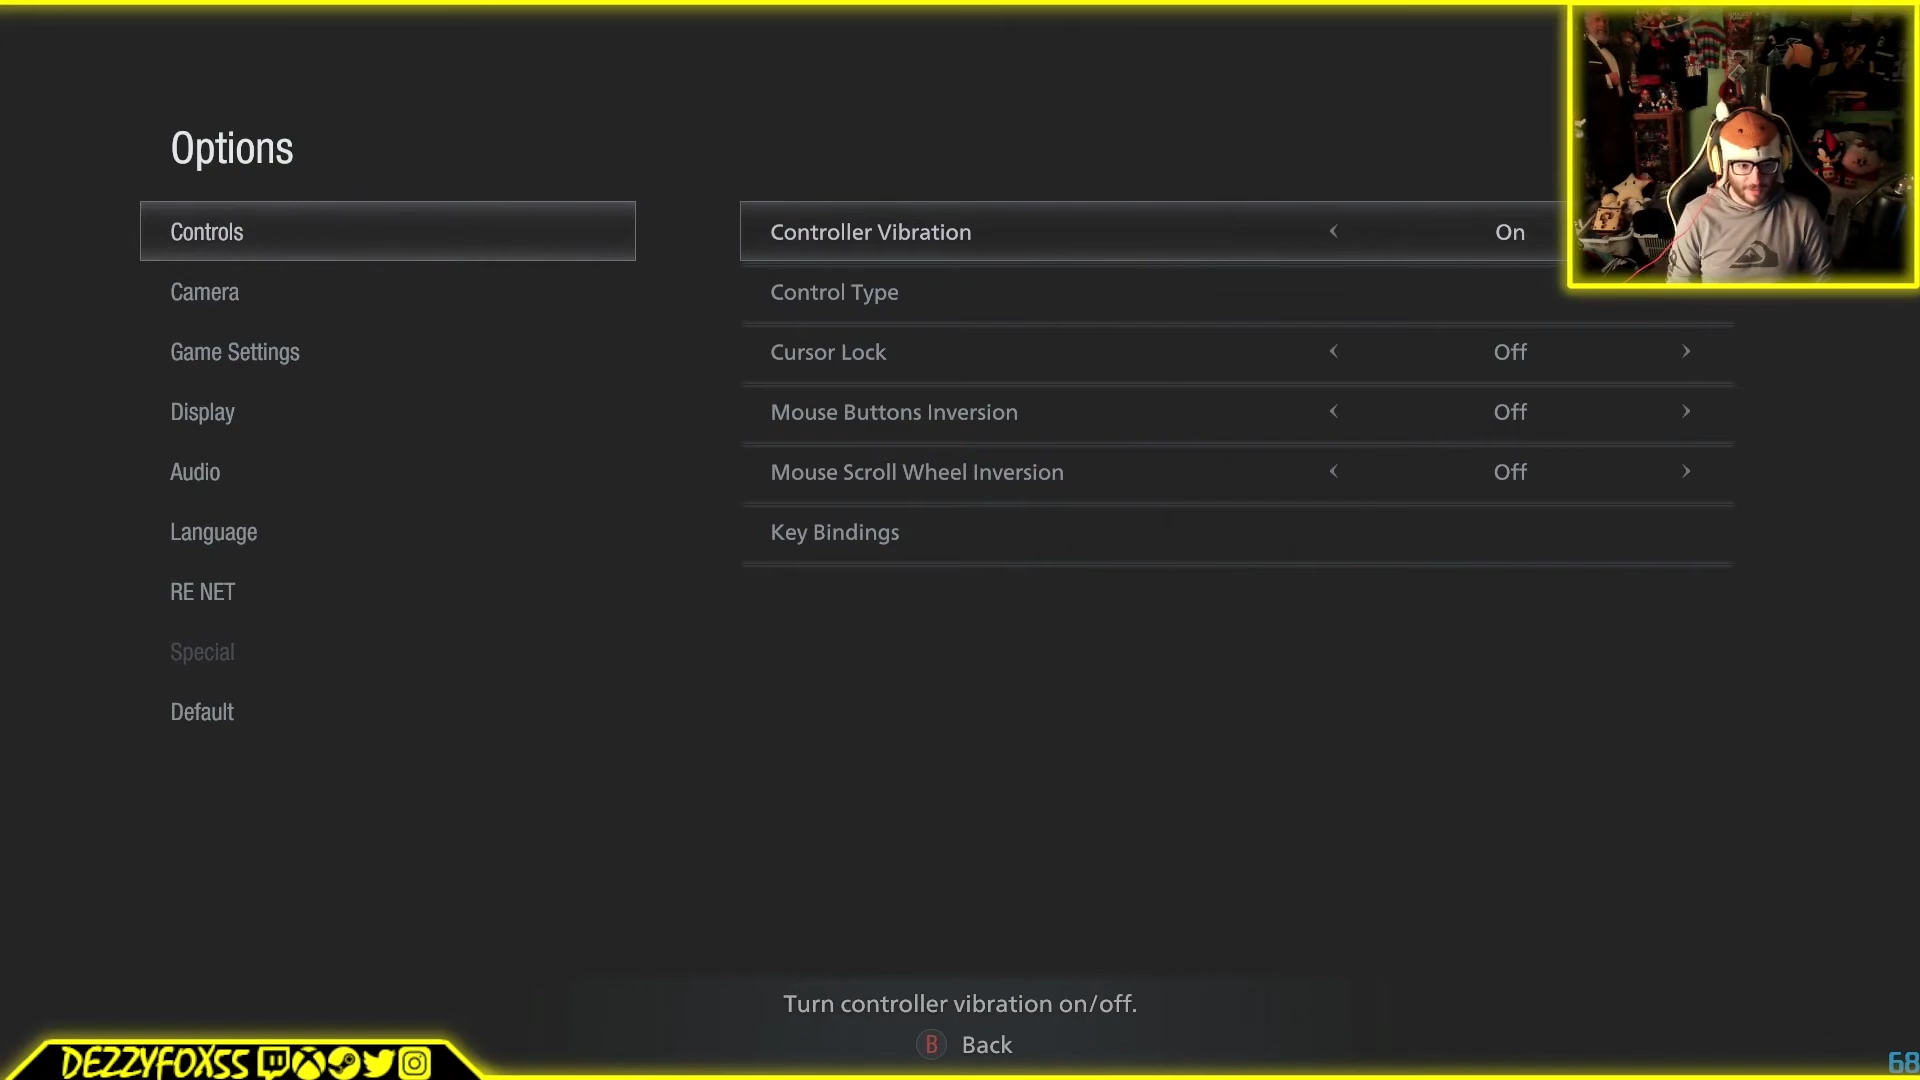 Options
Controls
Camera
Game Settings
Display
Audio
Language
RE NET
Special
Default
Controller Vibration On
Control Type
Cursor Lock Off
Mouse Buttons Inversion Off
Mouse Scroll Wheel Inversion Off
Key Bindings
Turn controller vibration on/off.
B Back
DEZZYFOXSS
68